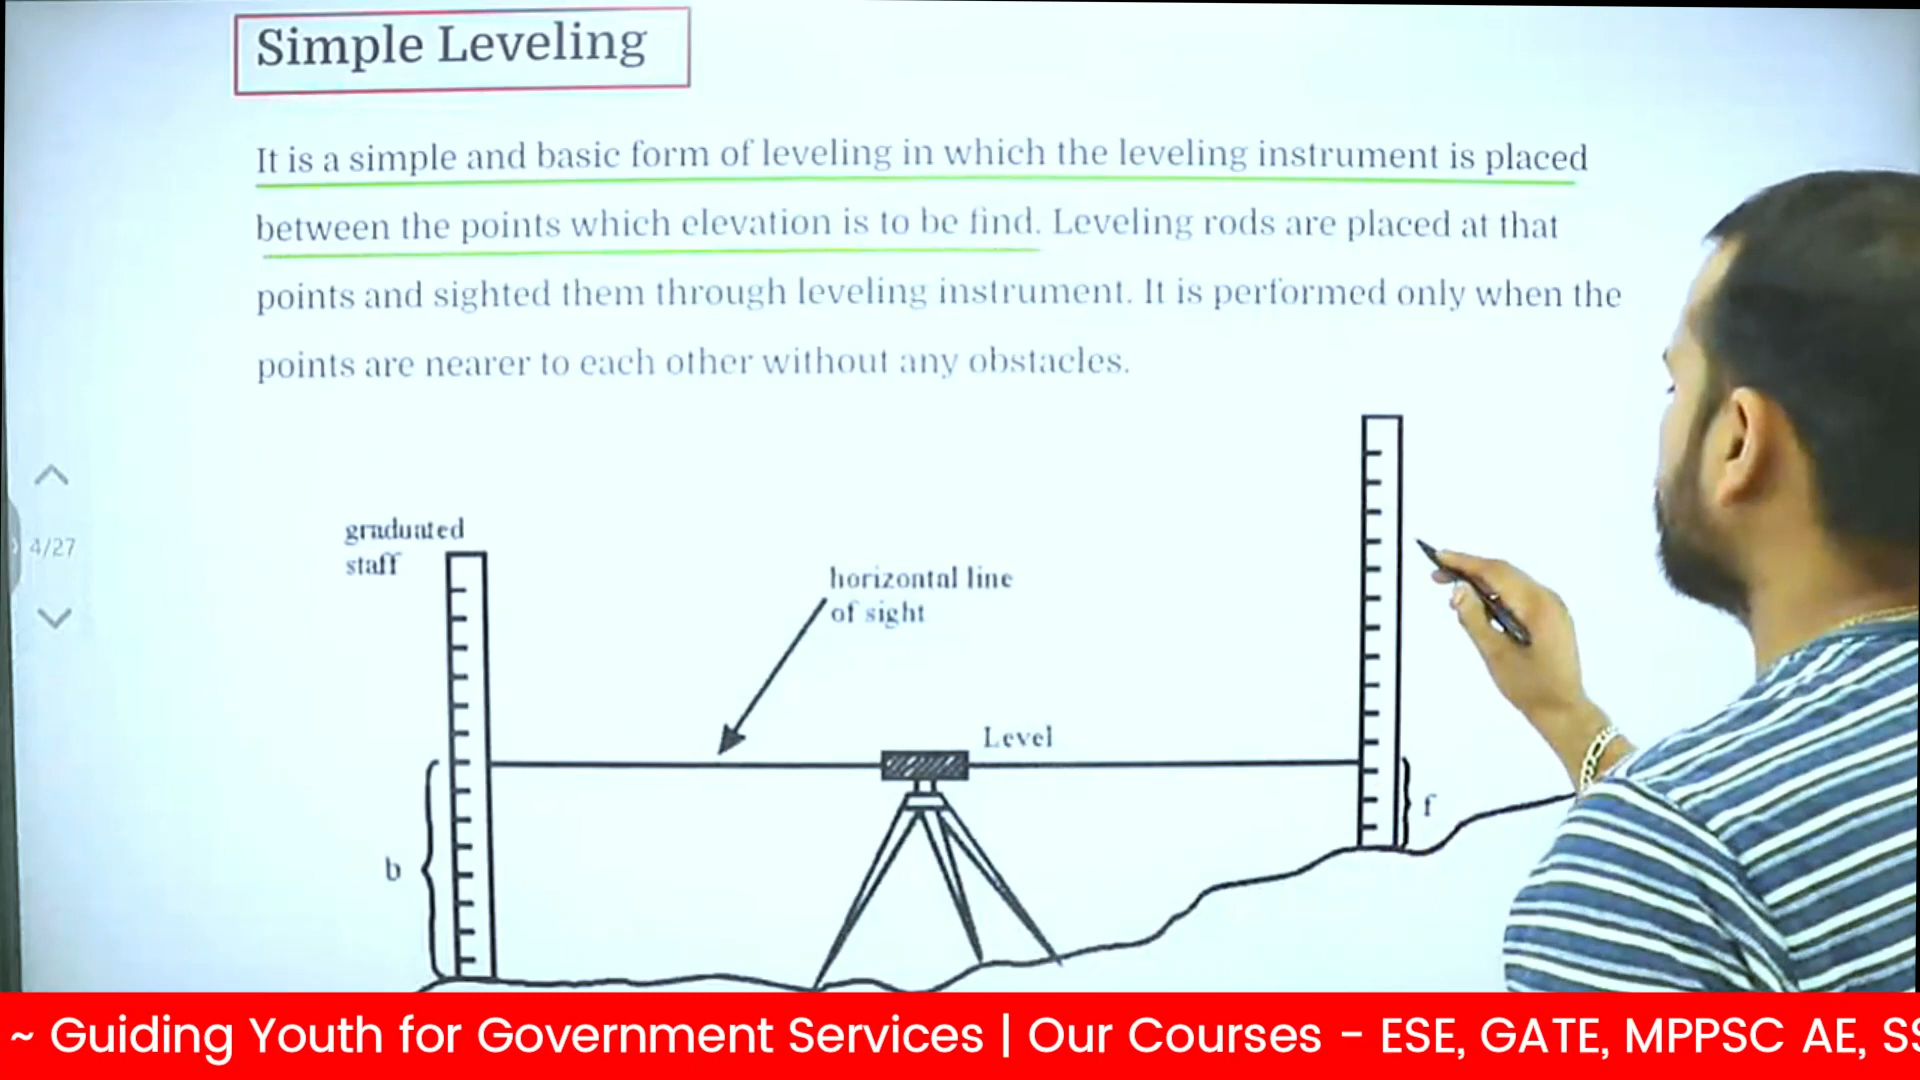 Simple Leveling
It is a simple and basic form of leveling in which the leveling instrument is placed
between the points which elevation is to be find. Leveling rods are placed at that
points and sighted them through leveling instrument. It is performed only when the
points are nearer to each other without any obstacles.
graduated
staff
4/27
horizontal line
of sight
Level
b
f
~ Guiding Youth for Government Services | Our Courses - ESE, GATE, MPPSC AE, SS